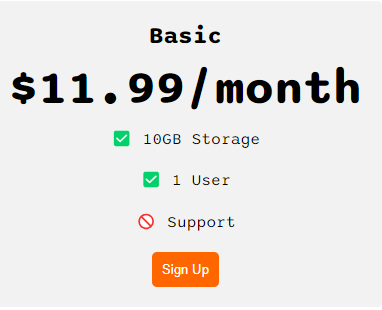 Basic
$11.99/month
10GB Storage
1 User
Support
Sign Up